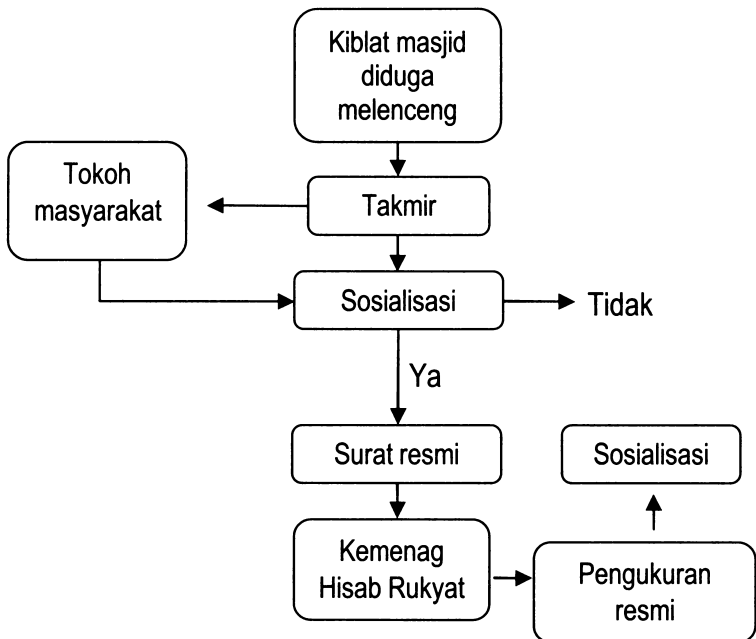 Kiblat masjid
diduga
melenceng
Tokoh
masyarakat
Takmir
Sosialisasi
Tidak
Ya
Surat resmi
Sosialisasi
Kemenag
Hisab Rukyat
Pengukuran
resmi